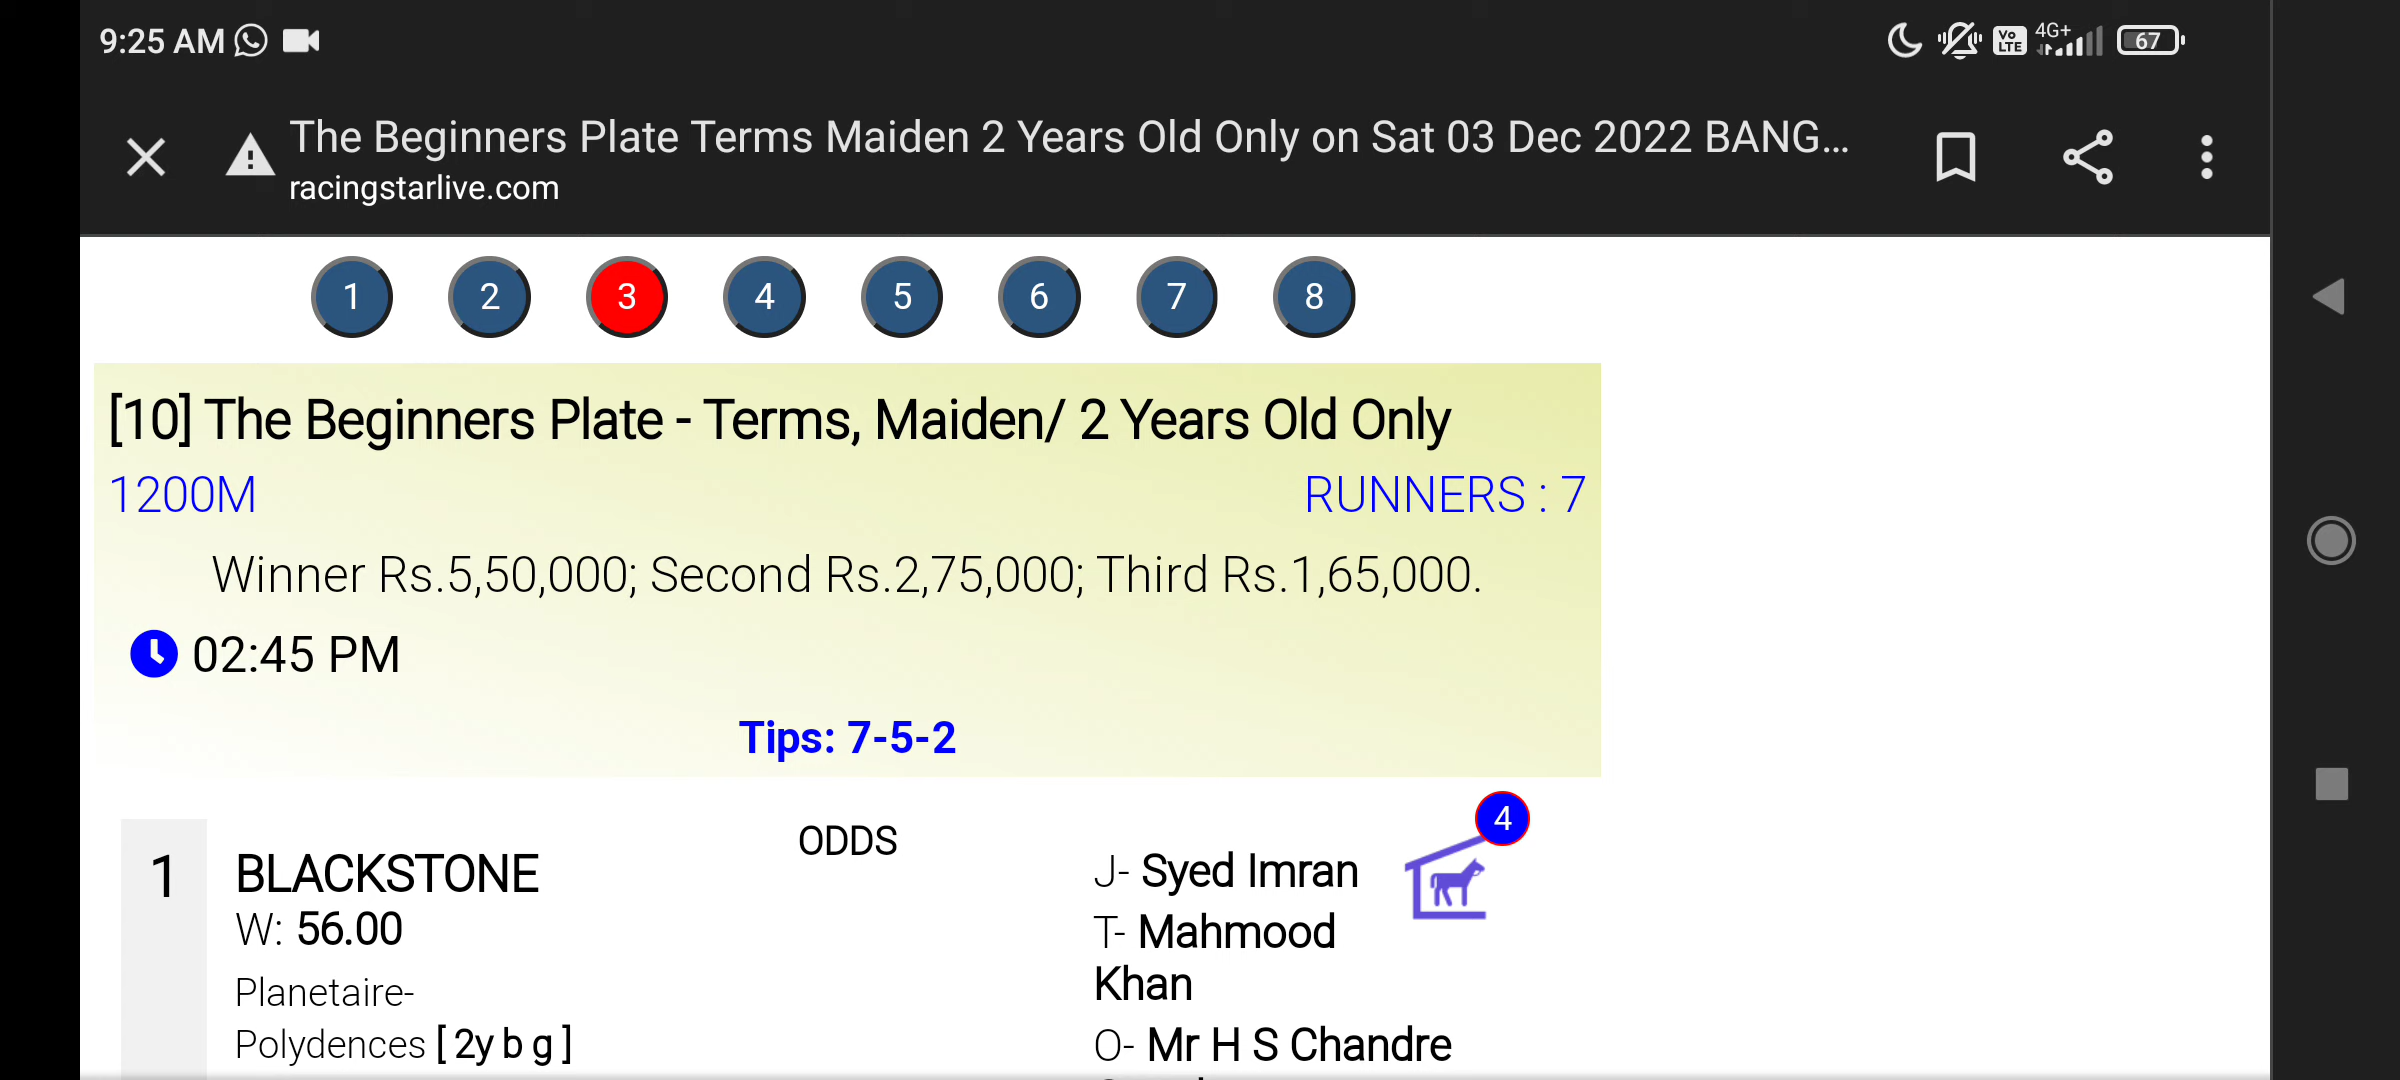 9:25 AM
Vo LTE 4G+ 67
The Beginners Plate Terms Maiden 2 Years Old Only on Sat 03 Dec 2022 BANG...
racingstarlive.com
1 2 3 4 5 6 7 8
[10] The Beginners Plate - Terms, Maiden/ 2 Years Old Only
1200M RUNNERS : 7
Winner Rs.5,50,000; Second Rs.2,75,000; Third Rs.1,65,000.
02:45 PM
Tips: 7-5-2
1
BLACKSTONE
W: 56.00
Planetaire-
Polydences [ 2y b g ]
ODDS
J- Syed Imran
T- Mahmood
Khan
O- Mr H S Chandre
4